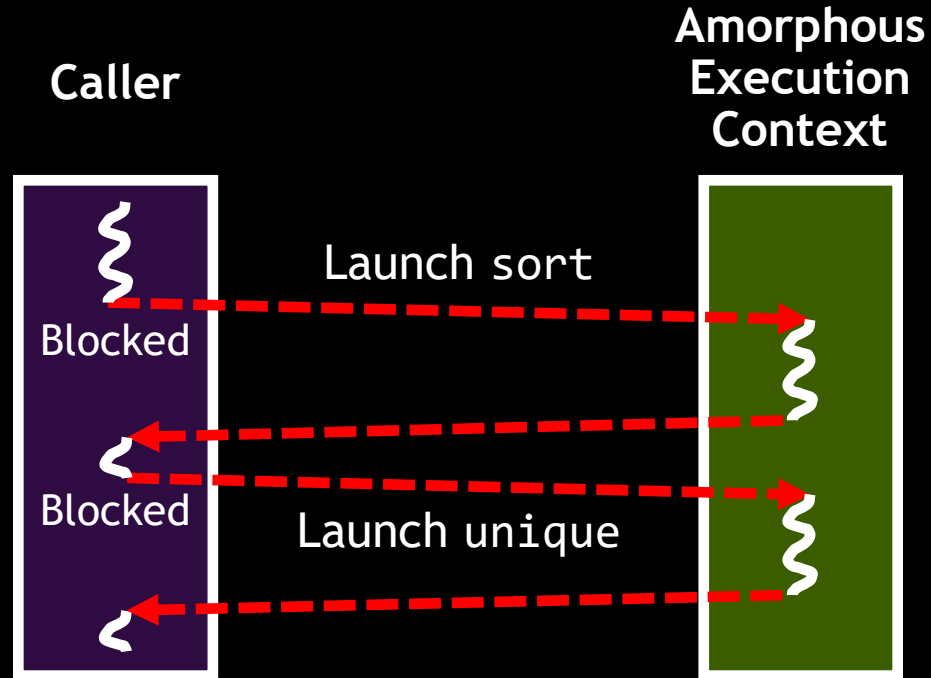 Caller
Amorphous
Execution
Context
Launch sort
Blocked
Blocked
Launch unique